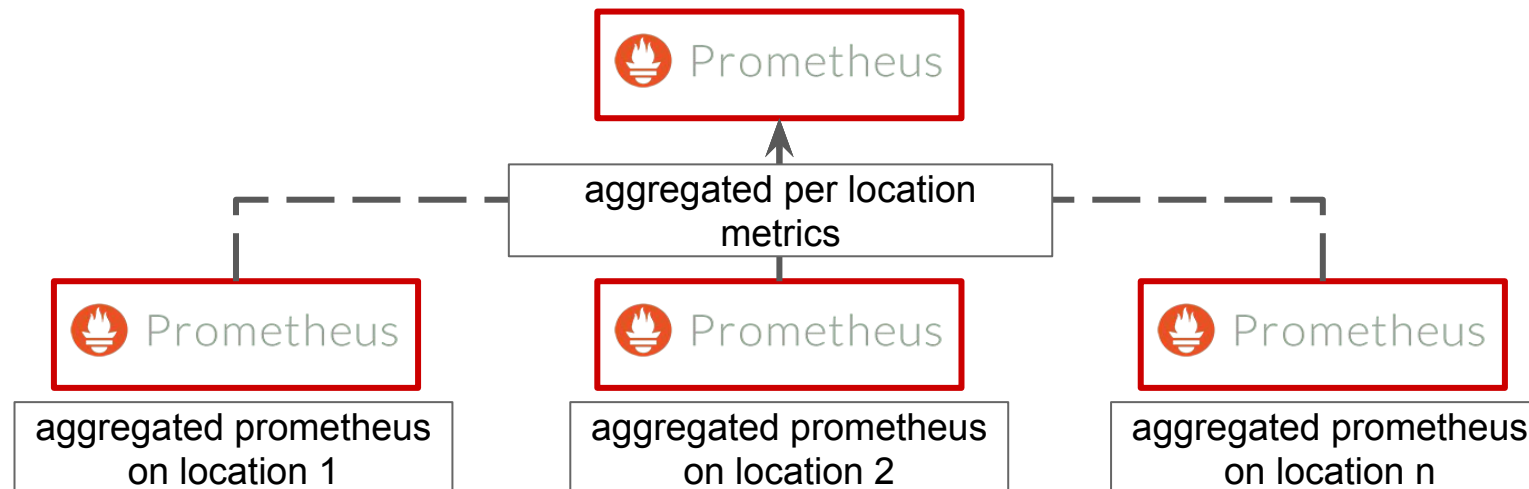 Prometheus
aggregated per location
metrics
Prometheus
Prometheus
Prometheus
aggregated prometheus
on location 1
aggregated prometheus
on location 2
aggregated prometheus
on location n